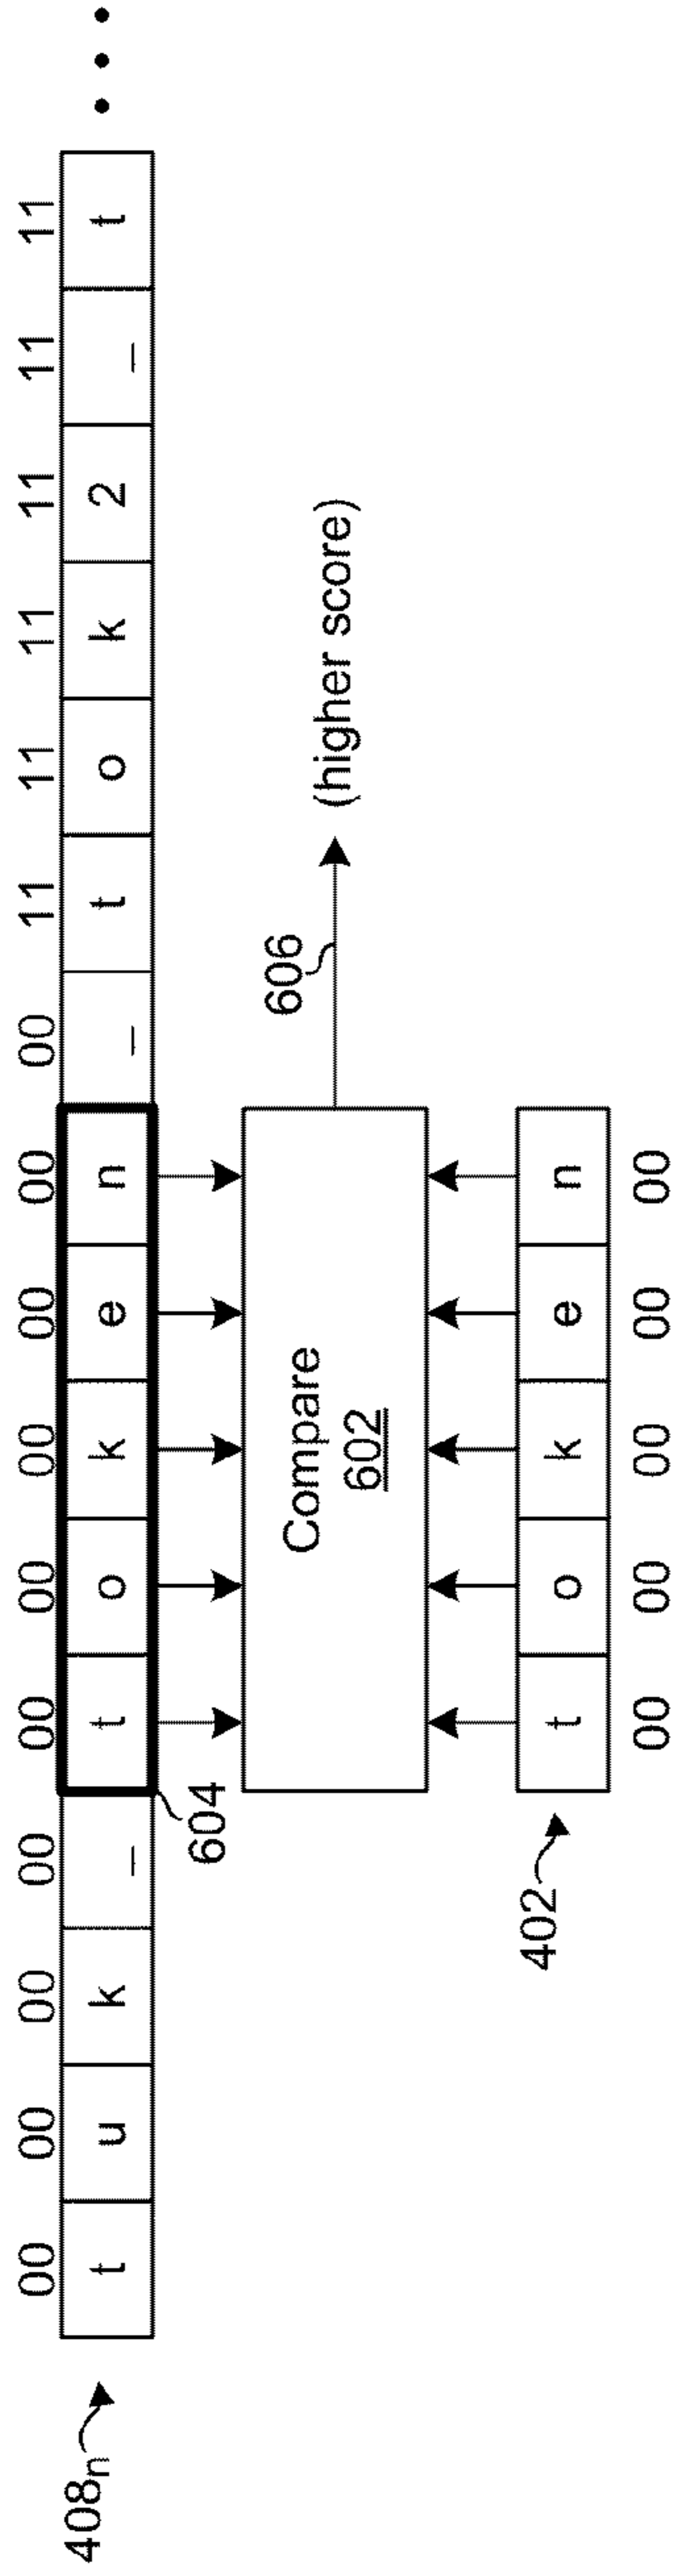 00 00 00 00 00 00 00 00 00 00 11 11 11 11 11 11
408n t u k _ t o k e n _ t o k 2 _ t • • •
604
606
Compare
602
(higher score)
402 t o k e n
00 00 00 00 00